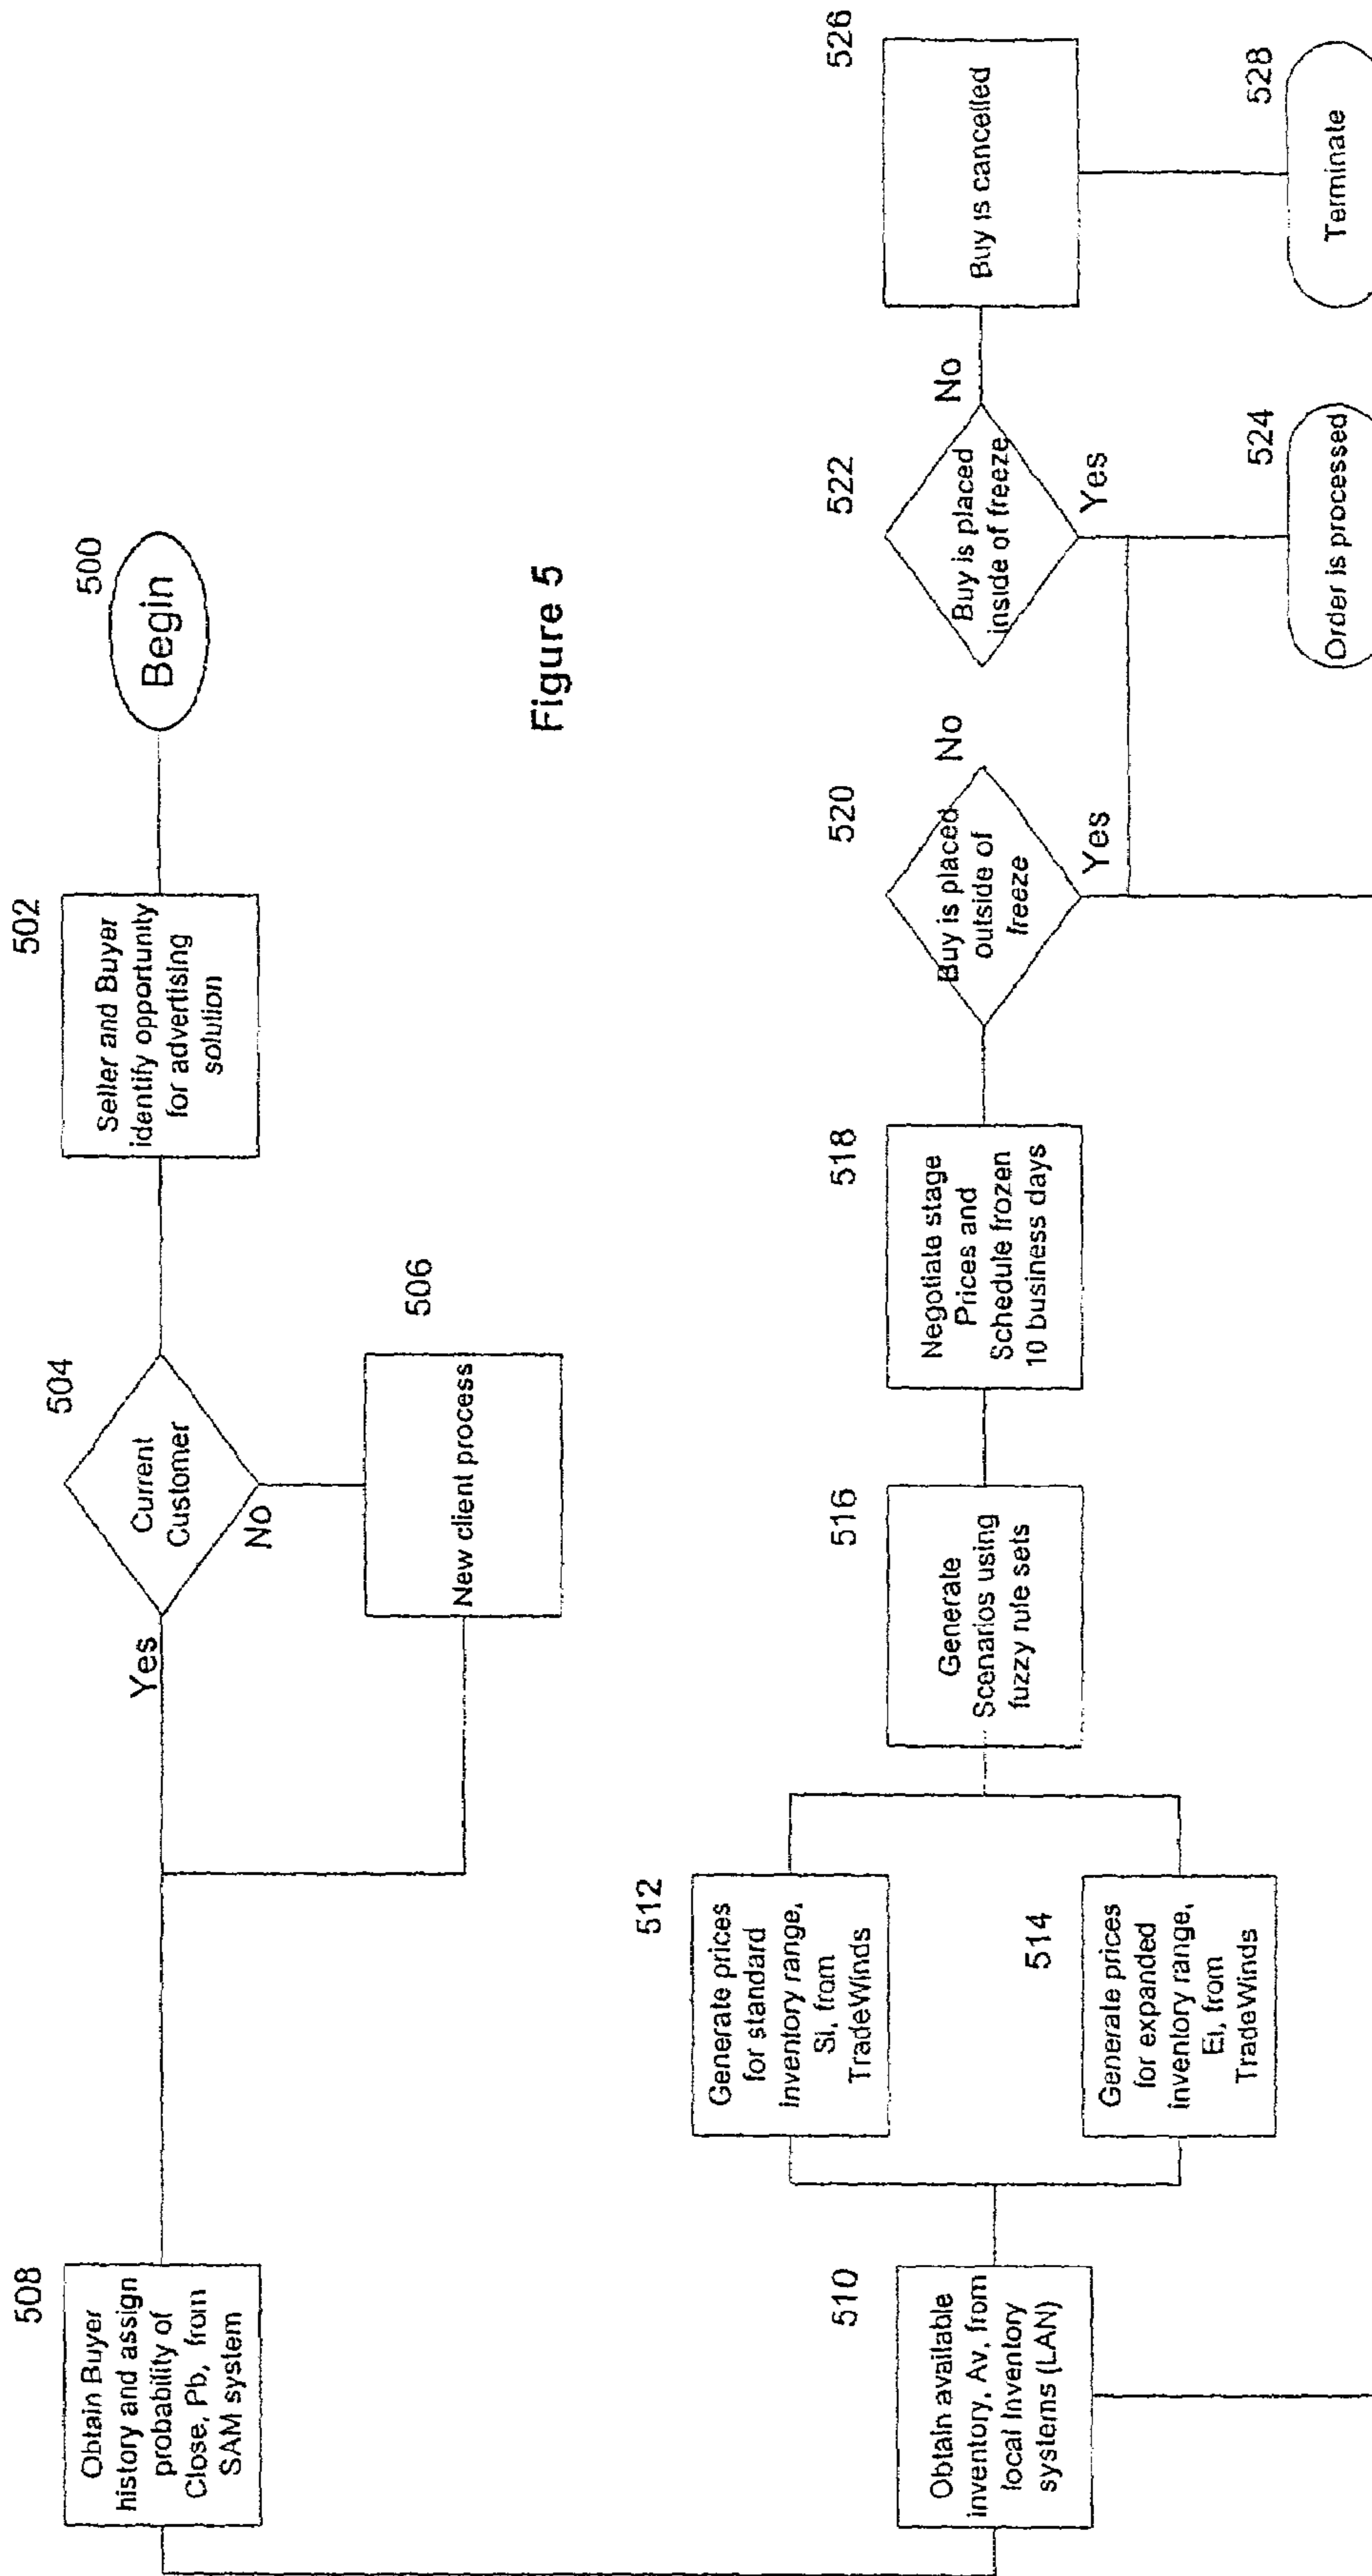 500
Begin
502
Seller and Buyer
identify opportunity
for advertising
solution
504
Current
Customer
Yes
No
506
New client process
508
Obtain Buyer
history and assign
probability of
Close, Pb, from
SAM system
Figure 5
510
Obtain available
inventory, Av, from
local Inventory
systems (LAN)
512
Generate prices
for standard
inventory range,
Si, from
TradeWinds
514
Generate prices
for expanded
inventory range,
Ei, from
TradeWinds
516
Generate
Scenarios using
fuzzy rule sets
518
Negotiate stage
Prices and
Schedule frozen
10 business days
520
Buy is placed
outside of
freeze
No
Yes
522
Buy is placed
inside of freeze
No
Yes
524
Order is processed
526
Buy is cancelled
528
Terminate